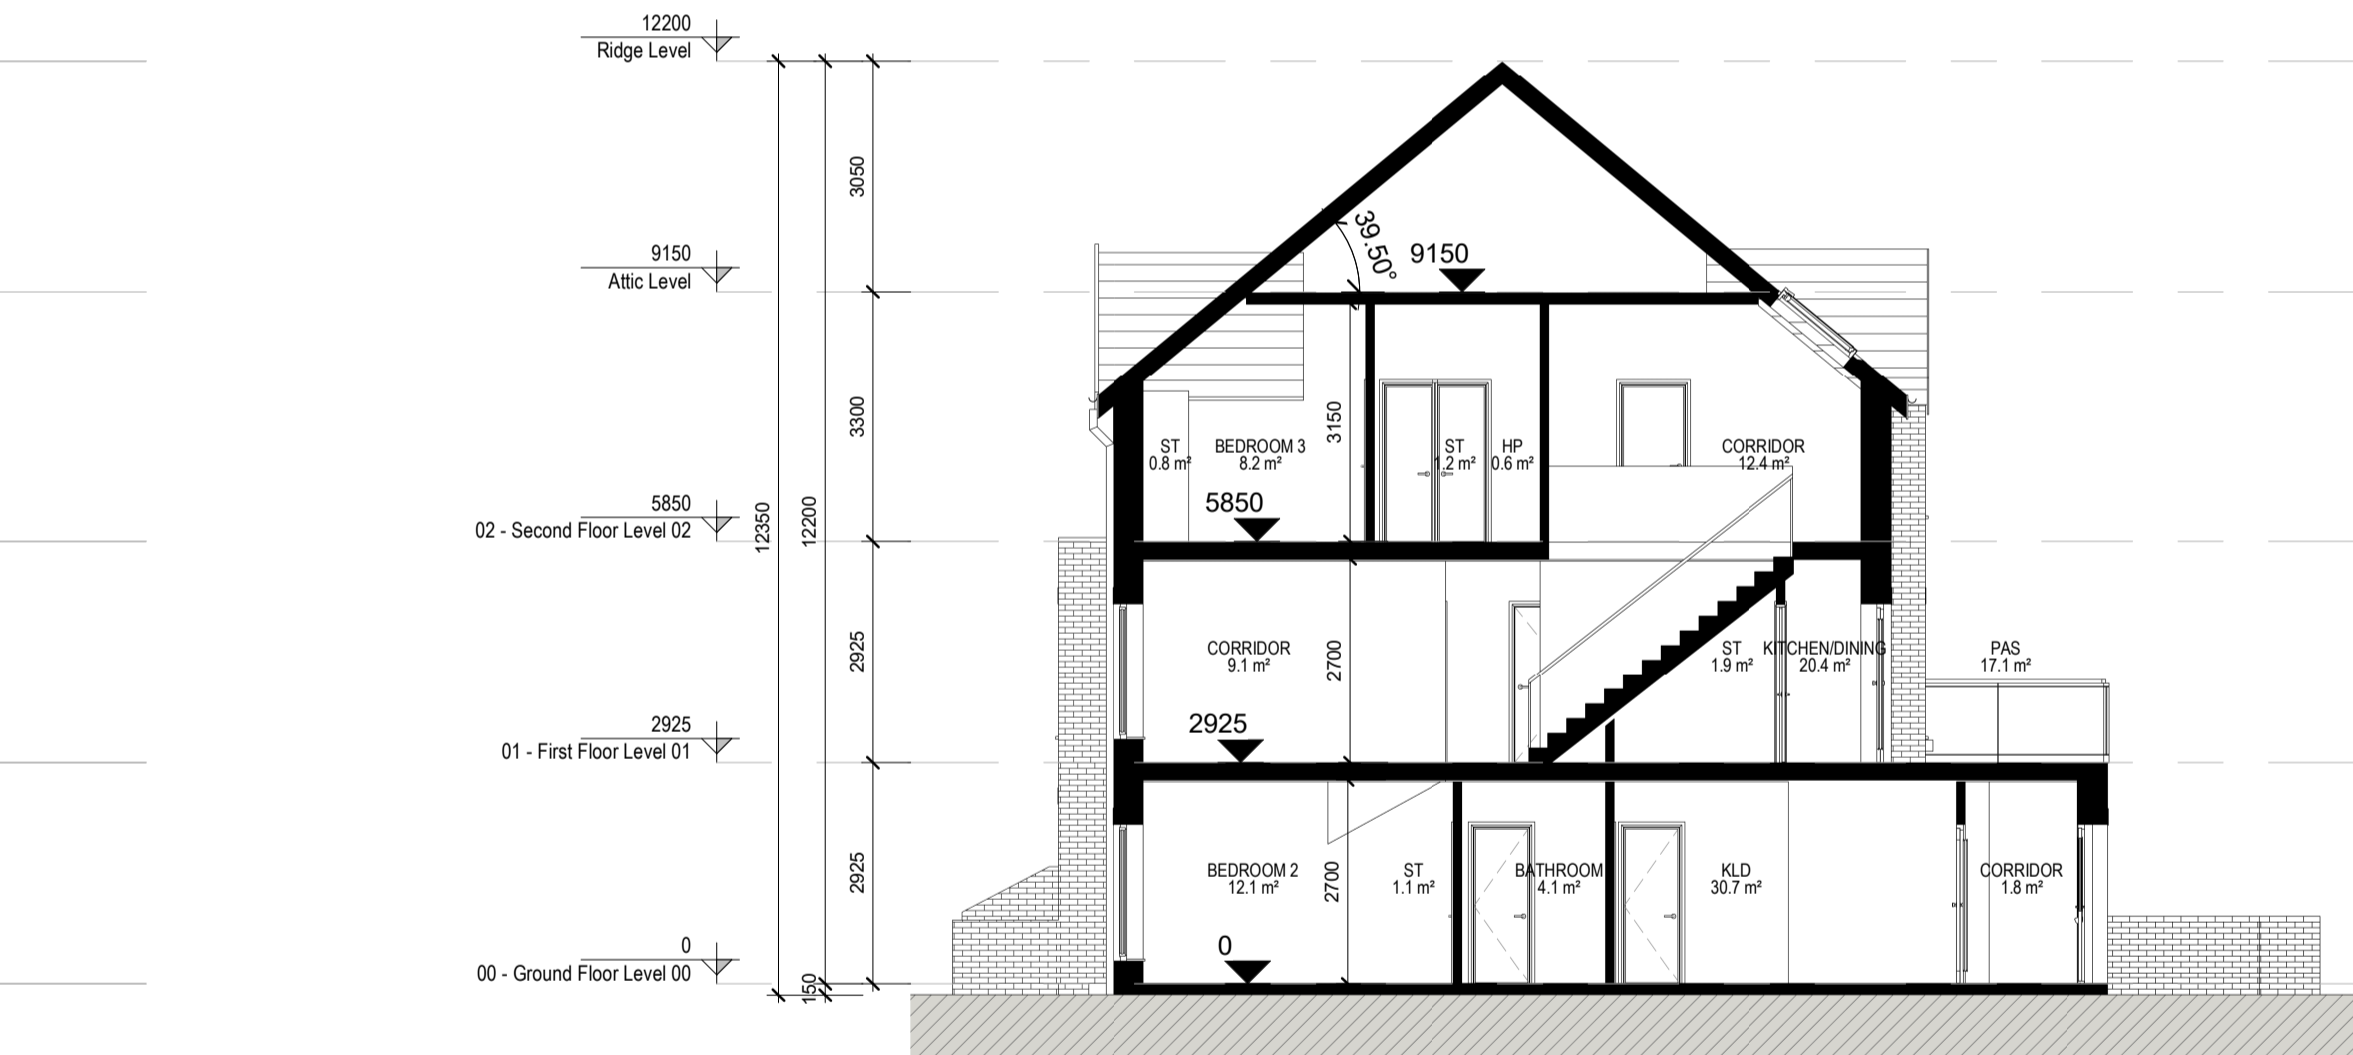 12200
Ridge Level
3050
39.50°
9150
9150
Attic Level
3300
3150
ST
0.8 m²
BEDROOM 3
8.2 m²
ST
1.2 m²
HP
0.6 m²
CORRIDOR
12.4 m²
5850
5850
02 - Second Floor Level 02
12350
12200
2925
2700
CORRIDOR
9.1 m²
ST
1.9 m²
KITCHEN/DINING
20.4 m²
PAS
17.1 m²
2925
2925
01 - First Floor Level 01
2925
2700
BEDROOM 2
12.1 m²
ST
1.1 m²
BATHROOM
4.1 m²
KLD
30.7 m²
CORRIDOR
1.8 m²
0
0
00 - Ground Floor Level 00
150